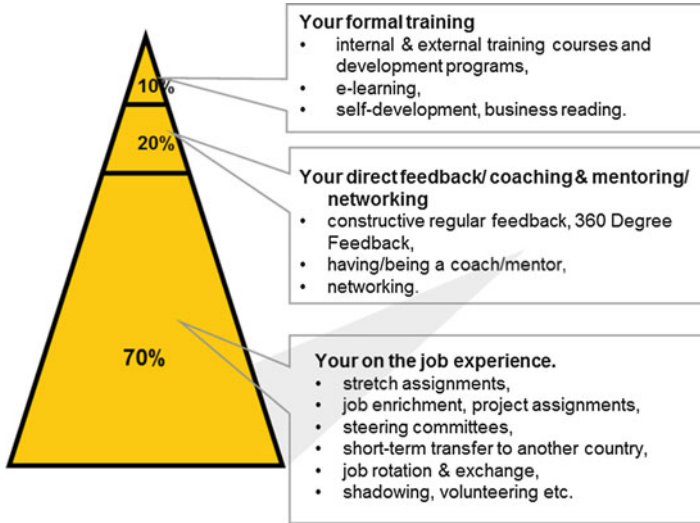 Your formal training
• internal & external training courses and
development programs,
• e-learning,
• self-development, business reading.
10%
20%
Your direct feedback/ coaching & mentoring/
networking
• constructive regular feedback, 360 Degree
Feedback,
• having/being a coach/mentor,
• networking.
70%
Your on the job experience.
• stretch assignments,
• job enrichment, project assignments,
• steering committees,
• short-term transfer to another country,
• job rotation & exchange,
• shadowing, volunteering etc.